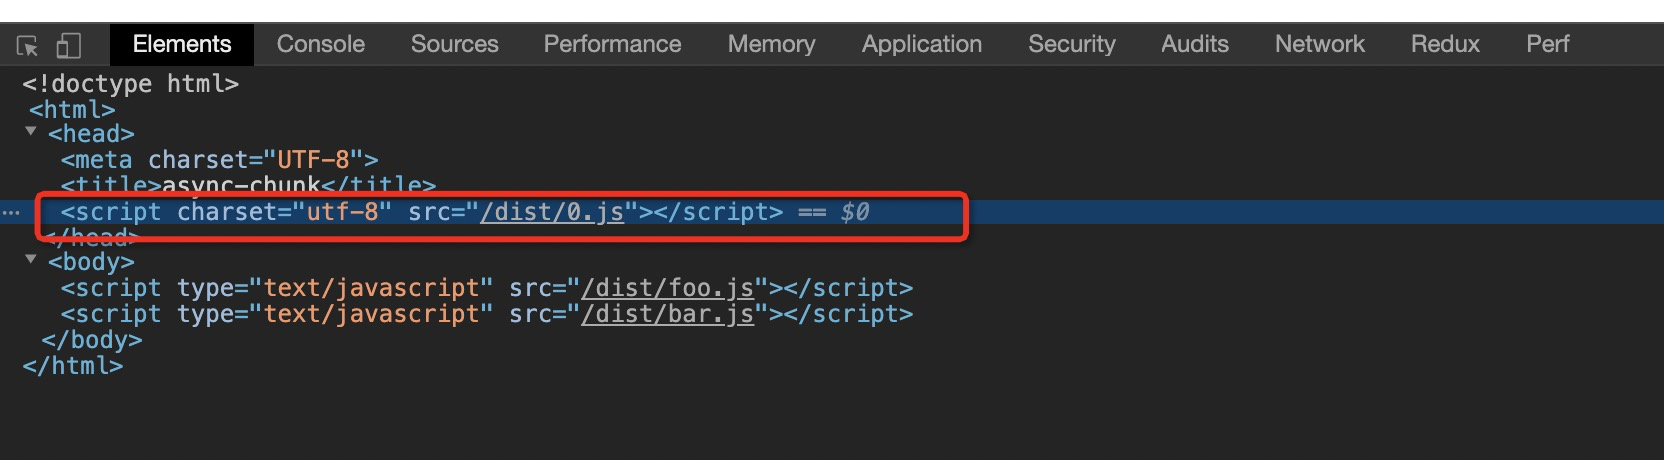 Elements Console Sources Performance Memory Application Security Audits Network Redux Perf
<!doctype html>
<html>
<head>
<meta charset="UTF-8">
<title>async-chunk</title>
<script charset="utf-8" src="/dist/0.js"></script> == $0
</head>
<body>
<script type="text/javascript" src="/dist/foo.js"></script>
<script type="text/javascript" src="/dist/bar.js"></script>
</body>
</html>